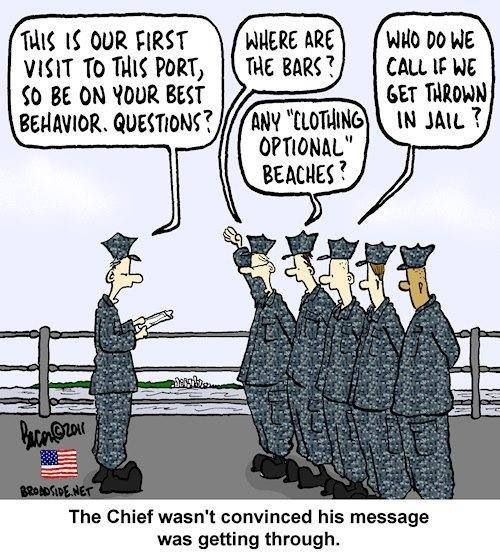 THIS IS OUR FIRST
VISIT TO THIS PORT,
SO BE ON YOUR BEST
BEHAVIOR. QUESTIONS?
WHERE ARE
THE BARS?
ANY "CLOTHING
OPTIONAL"
BEACHES?
WHO DO WE
CALL IF WE
GET THROWN
IN JAIL?
Bacon©2011
BROADSIDE.NET
The Chief wasn't convinced his message
was getting through.